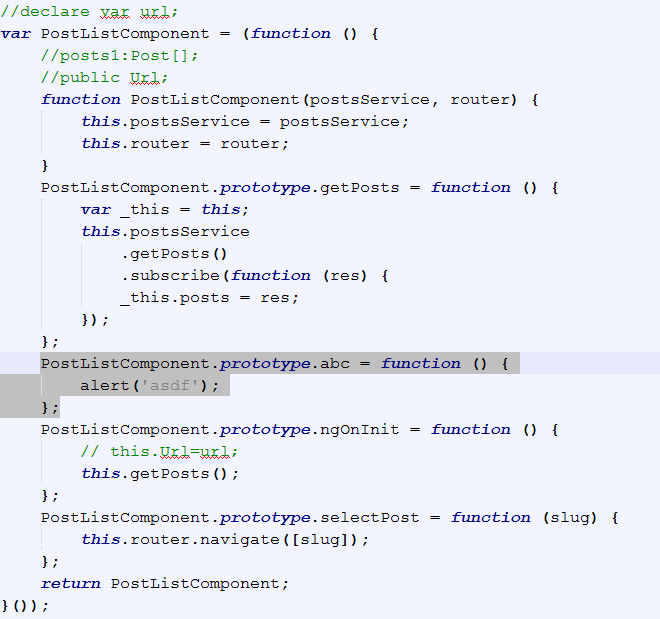 //declare var url;
var PostListComponent = (function () {
    //posts1:Post[];
    //public Url;
    function PostListComponent(postsService, router) {
        this.postsService = postsService;
        this.router = router;
    }
    PostListComponent.prototype.getPosts = function () {
        var _this = this;
        this.postsService
            .getPosts()
            .subscribe(function (res) {
            _this.posts = res;
        });
    };
    PostListComponent.prototype.abc = function () {
        alert('asdf');
    };
    PostListComponent.prototype.ngOnInit = function () {
        // this.Url=url;
        this.getPosts();
    };
    PostListComponent.prototype.selectPost = function (slug) {
        this.router.navigate([slug]);
    };
    return PostListComponent;
}());